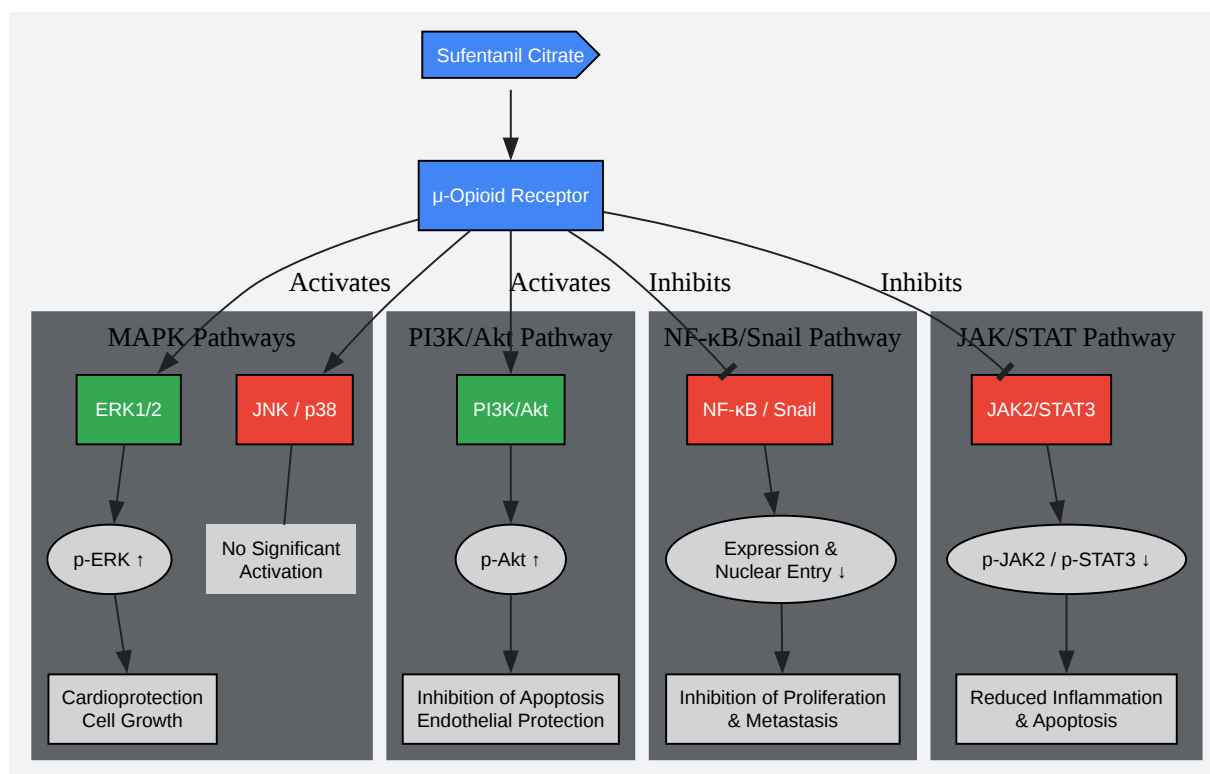 Sufentanil Citrate
μ-Opioid Receptor
Activates
Activates
Inhibits
Inhibits
MAPK Pathways
PI3K/Akt Pathway
NF-κB/Snail Pathway
JAK/STAT Pathway
ERK1/2
JNK / p38
PI3K/Akt
NF-κB / Snail
JAK2/STAT3
p-ERK ↑
No Significant
Activation
p-Akt ↑
Expression &
Nuclear Entry ↓
p-JAK2 / p-STAT3 ↓
Cardioprotection
Cell Growth
Inhibition of Apoptosis
Endothelial Protection
Inhibition of Proliferation
& Metastasis
Reduced Inflammation
& Apoptosis